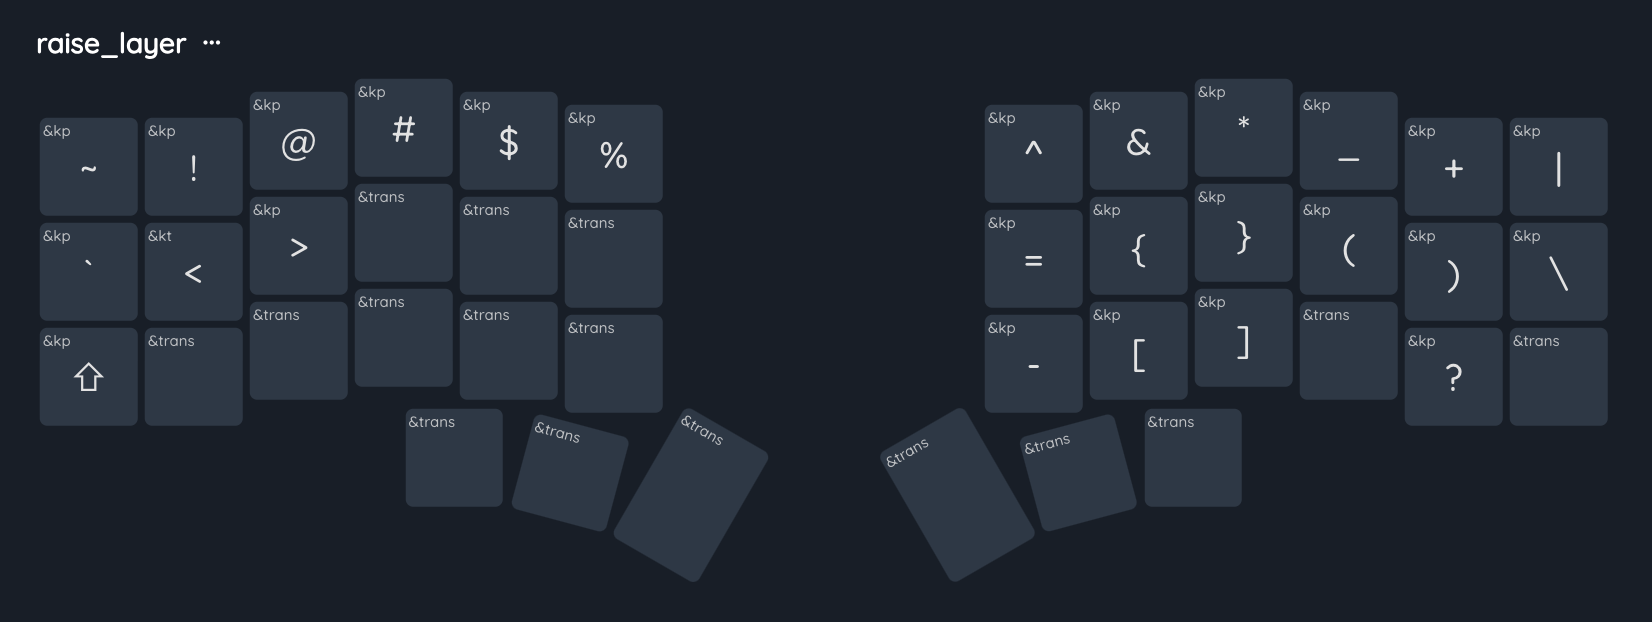 raise_layer ···
&kp ~ &kp ! &kp @ &kp # &kp $ &kp % &kp ^ &kp & &kp * &kp _ &kp + &kp |
&kp ` &kt < &kp > &trans &trans &trans &kp = &kp { &kp } &kp ( &kp ) &kp \
&kp ⇧ &trans &trans &trans &trans &trans &kp - &kp [ &kp ] &trans &kp ? &trans
&trans &trans &trans &trans &trans &trans